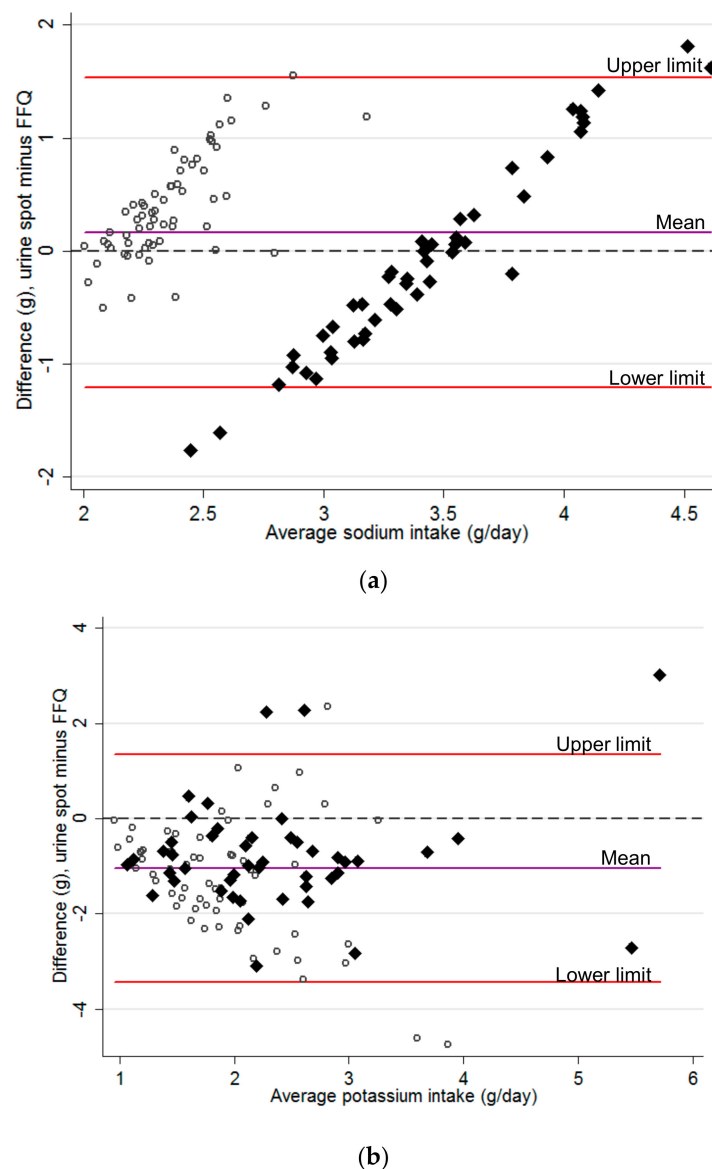 2
Upper limit
1
Mean
0
-1
Lower limit
-2
Difference (g), urine spot minus FFQ
2 2.5 3 3.5 4 4.5
Average sodium intake (g/day)
(a)
4
2
Upper limit
0
Mean
-2
Lower limit
-4
Difference (g), urine spot minus FFQ
1 2 3 4 5 6
Average potassium intake (g/day)
(b)